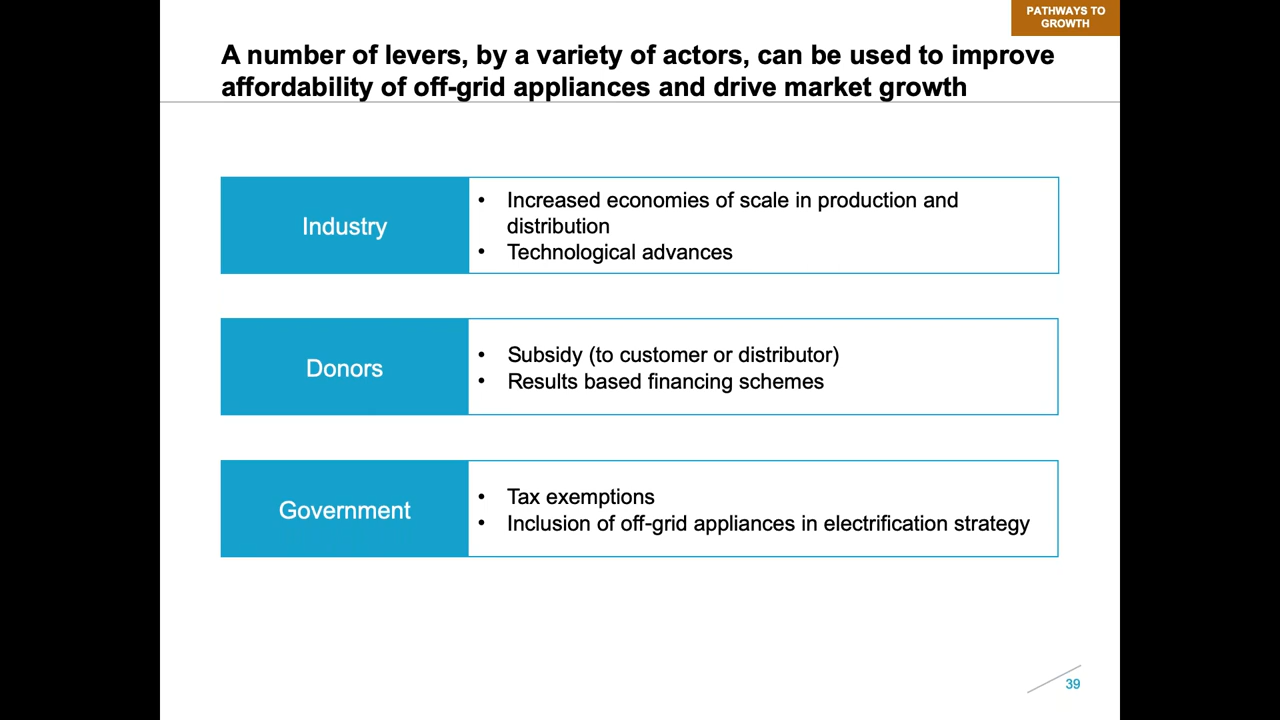 PATHWAYS TO
GROWTH
A number of levers, by a variety of actors, can be used to improve
affordability of off-grid appliances and drive market growth
Industry
• Increased economies of scale in production and
distribution
• Technological advances
Donors
• Subsidy (to customer or distributor)
• Results based financing schemes
Government
• Tax exemptions
• Inclusion of off-grid appliances in electrification strategy
39